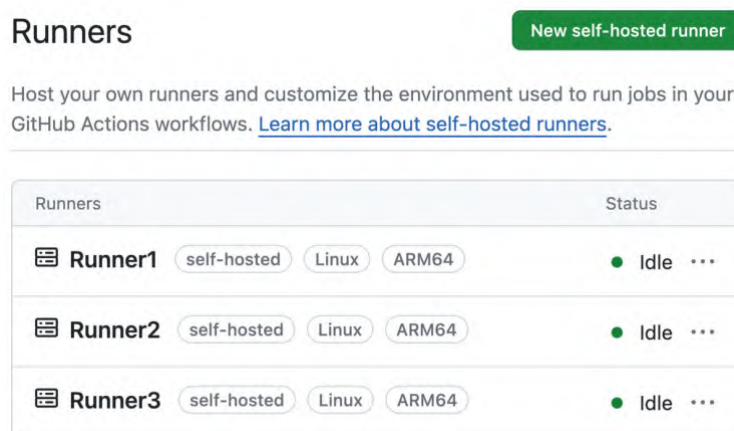 Runners
New self-hosted runner
Host your own runners and customize the environment used to run jobs in your
GitHub Actions workflows. Learn more about self-hosted runners.
Runners Status
Runner1 self-hosted Linux ARM64 Idle ...
Runner2 self-hosted Linux ARM64 Idle ...
Runner3 self-hosted Linux ARM64 Idle ...